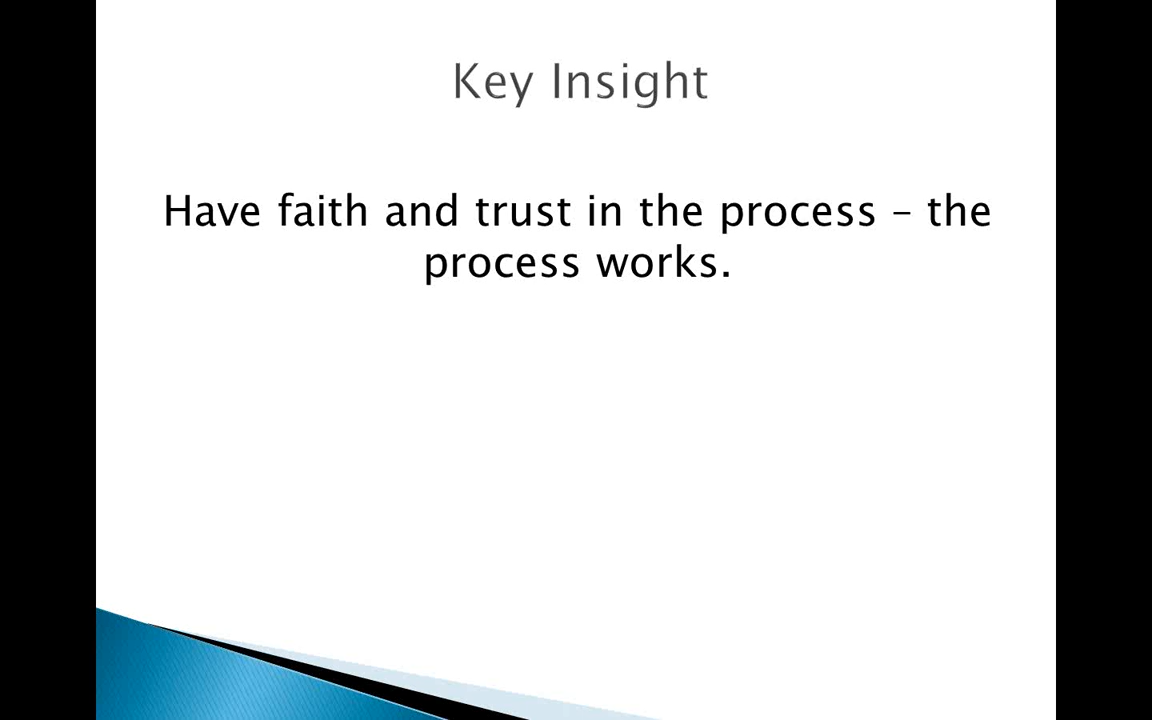 Key Insight
Have faith and trust in the process – the
process works.